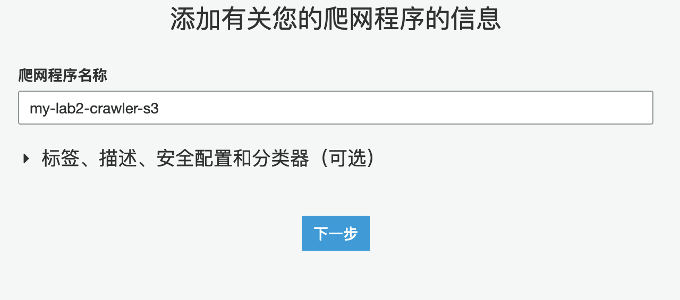 添加有关您的爬网程序的信息
爬网程序名称
my-lab2-crawler-s3
标签、描述、安全配置和分类器（可选）
下一步